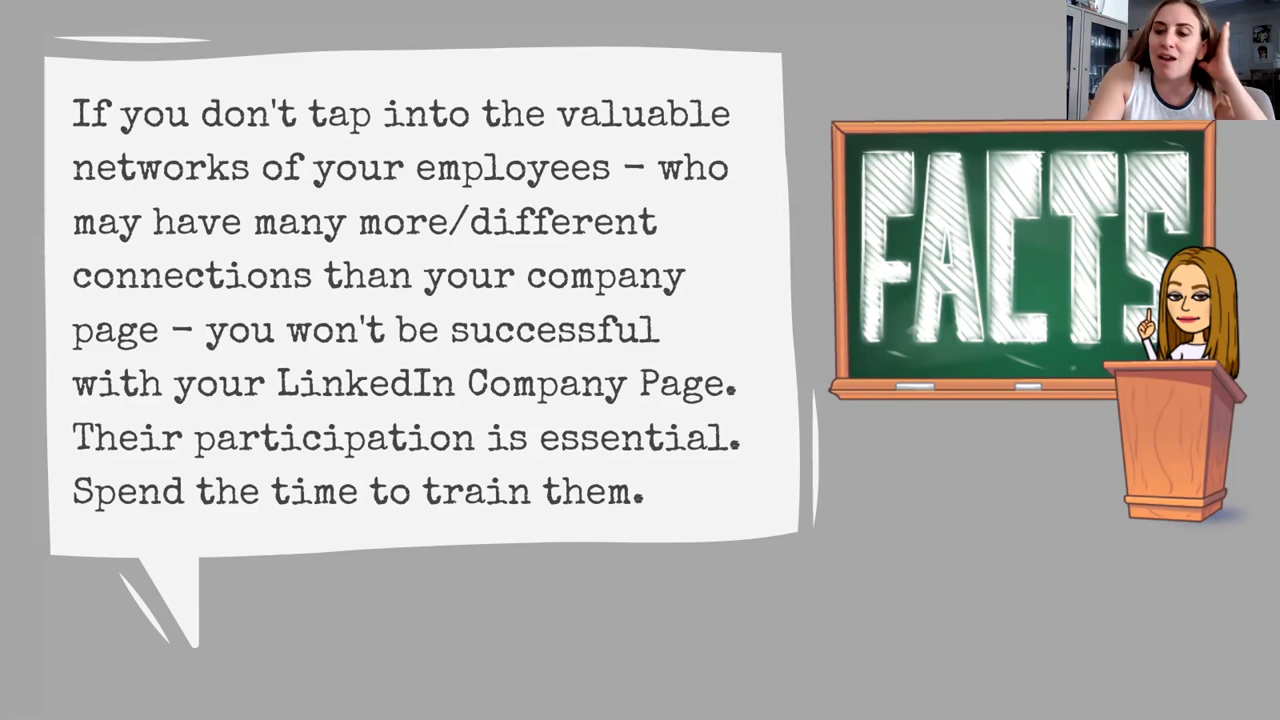 If you don't tap into the valuable
networks of your employees – who
may have many more/different
connections than your company
page – you won't be successful
with your LinkedIn Company Page.
Their participation is essential.
Spend the time to train them.
FACTS